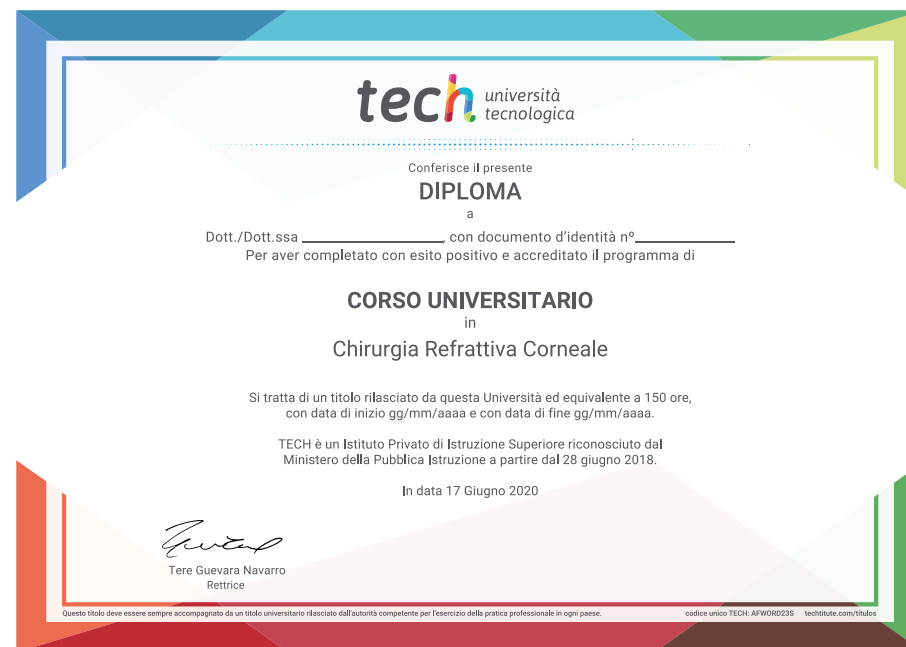 tech università
tecnologica
Conferisce il presente
DIPLOMA
a
Dott./Dott.ssa ____________________, con documento d'identità nº______________
Per aver completato con esito positivo e accreditato il programma di
CORSO UNIVERSITARIO
in
Chirurgia Refrattiva Corneale
Si tratta di un titolo rilasciato da questa Università ed equivalente a 150 ore,
con data di inizio gg/mm/aaaa e con data di fine gg/mm/aaaa.
TECH è un Istituto Privato di Istruzione Superiore riconosciuto dal
Ministero della Pubblica Istruzione a partire dal 28 giugno 2018.
In data 17 Giugno 2020
Tere Guevara Navarro
Rettrice
Questo titolo deve essere sempre accompagnato da un titolo universitario rilasciato dall'autorità competente per l'esercizio della pratica professionale in ogni paese. codice unico TECH: AFWORD23S techtitute.com/titulos